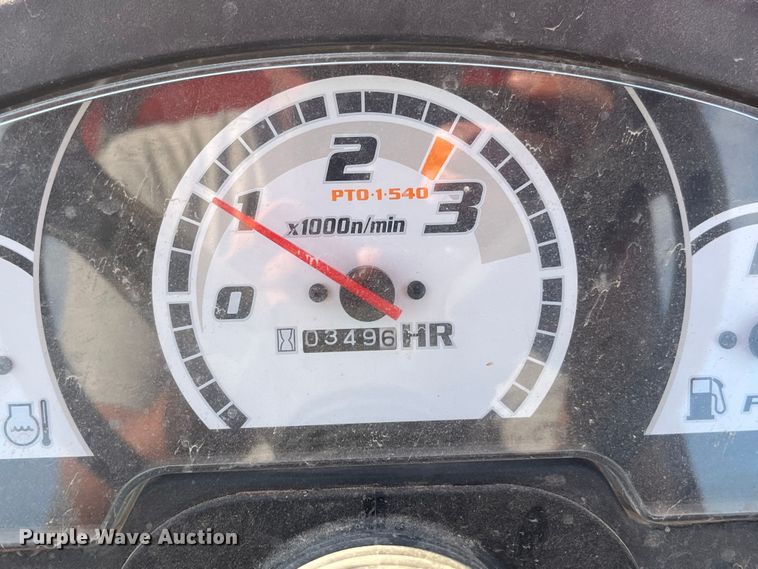 2
PTO·1·540
1
3
x1000n/min
0
03496 HR
F
Purple Wave Auction